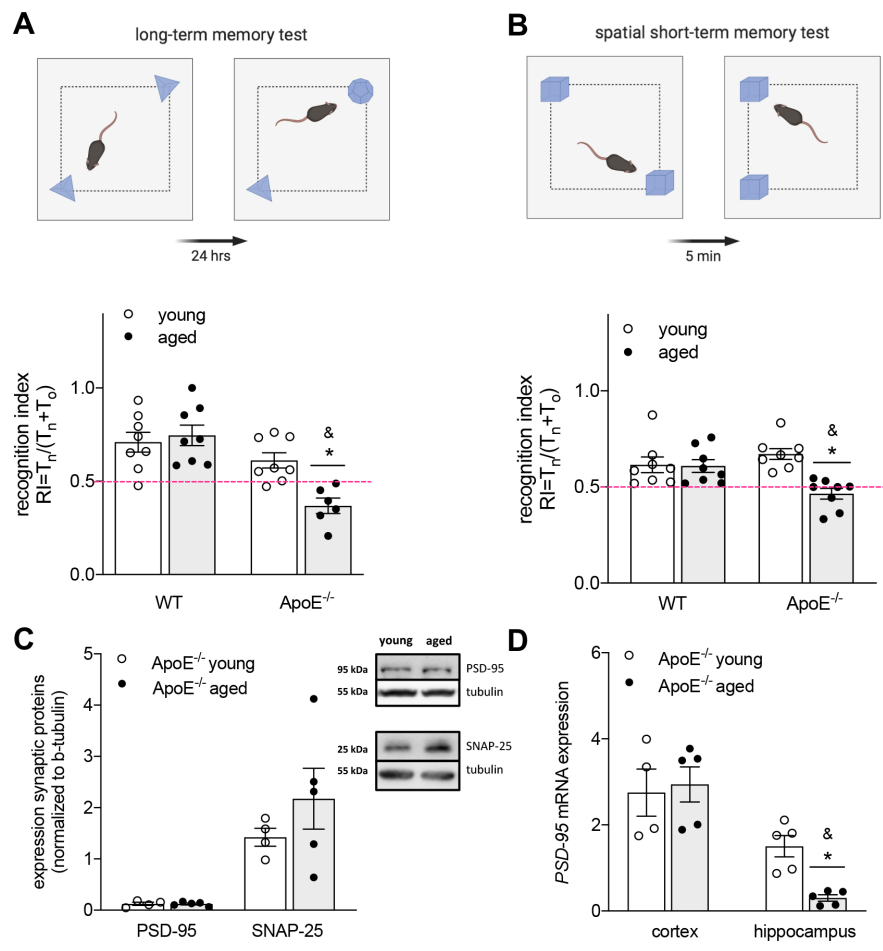 A
long-term memory test
24 hrs
young
aged
recognition index
RI=Tn/(Tn+To)
1.0
0.5
0.0
&
*
WT
ApoE-/-
B
spatial short-term memory test
5 min
young
aged
recognition index
RI=Tn/(Tn+To)
1.0
0.5
0.0
&
*
WT
ApoE-/-
C
ApoE-/- young
ApoE-/- aged
expression synaptic proteins
(normalized to b-tubulin)
5
4
3
2
1
0
PSD-95
SNAP-25
young aged
95 kDa PSD-95
55 kDa tubulin
25 kDa SNAP-25
55 kDa tubulin
D
ApoE-/- young
ApoE-/- aged
PSD-95 mRNA expression
6
4
2
0
&
*
cortex
hippocampus